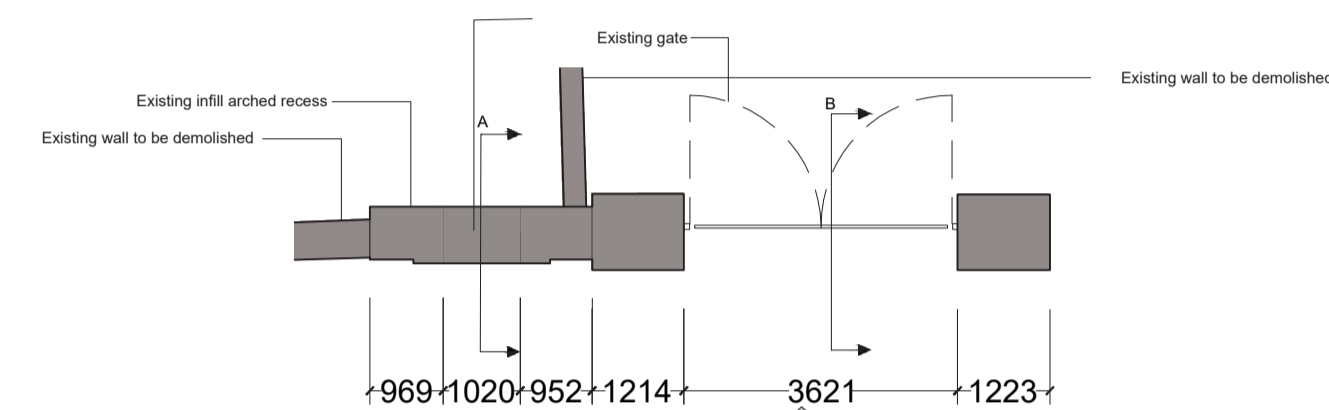 Existing gate
Existing wall to be demolished
Existing infill arched recess
B
A
Existing wall to be demolished
969 1020 952 1214 3621 1223